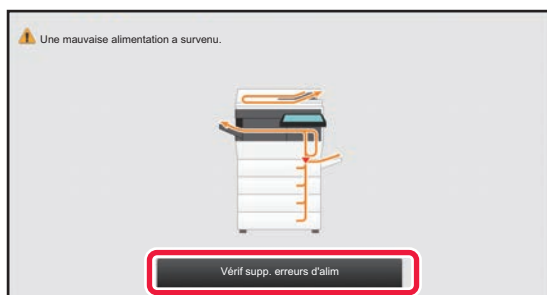 Une mauvaise alimentation a survenu.
Vérif supp. erreurs d'alim